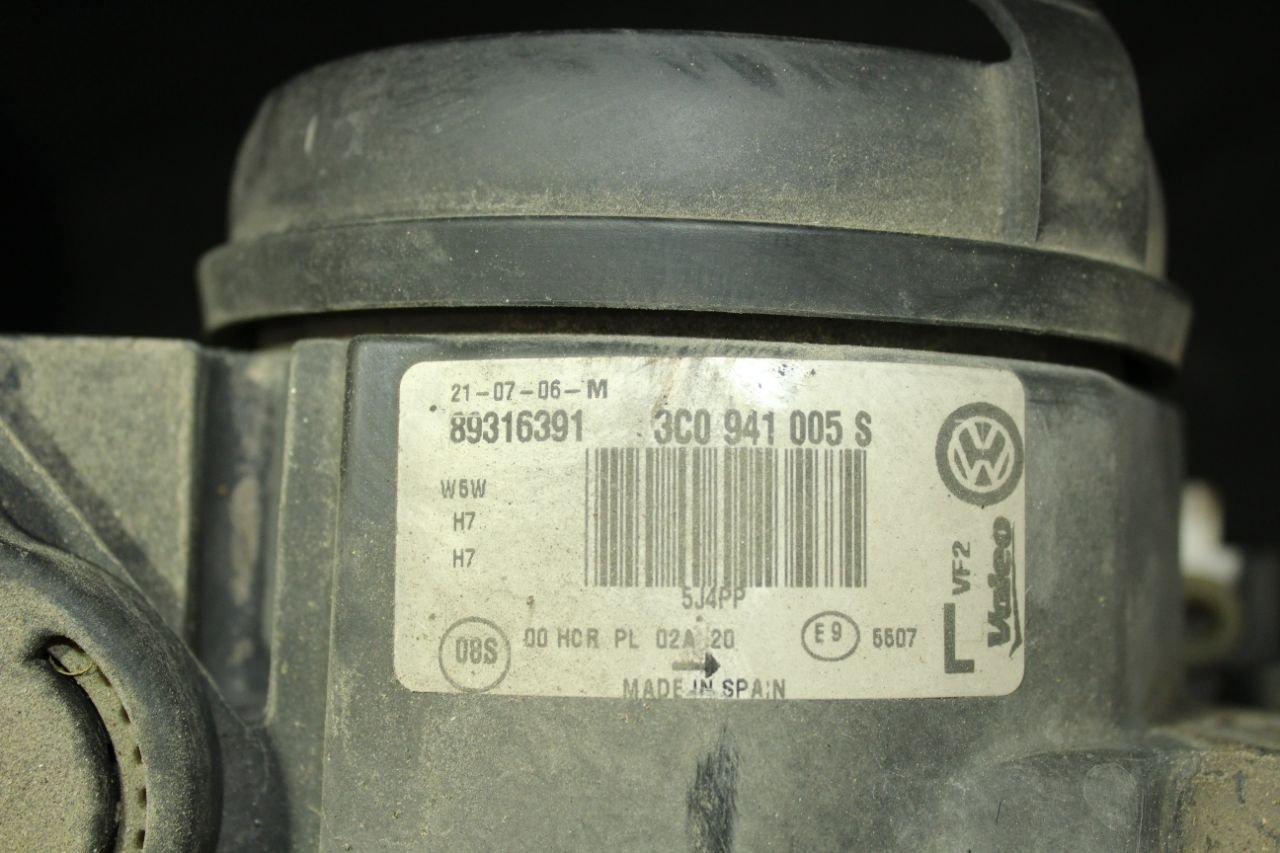 21-07-06-M
89316391 3C0 941 005 S
W5W
H7
H7
5J4PP
08S 00 HCR PL 02A 20 E9 5607
MADE IN SPAIN
L VF2
Valeo